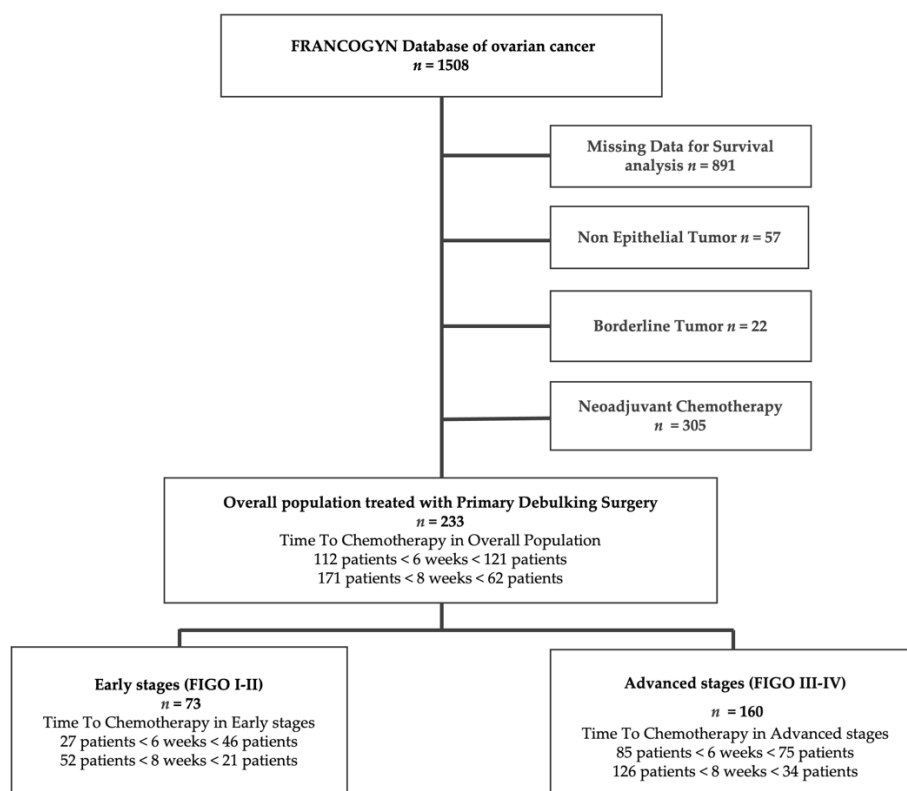 FRANCOGYN Database of ovarian cancer
n = 1508
Missing Data for Survival
analysis n = 891
Non Epithelial Tumor n = 57
Borderline Tumor n = 22
Neoadjuvant Chemotherapy
n = 305
Overall population treated with Primary Debulking Surgery
n = 233
Time To Chemotherapy in Overall Population
112 patients < 6 weeks < 121 patients
171 patients < 8 weeks < 62 patients
Early stages (FIGO I-II)
n = 73
Time To Chemotherapy in Early stages
27 patients < 6 weeks < 46 patients
52 patients < 8 weeks < 21 patients
Advanced stages (FIGO III-IV)
n = 160
Time To Chemotherapy in Advanced stages
85 patients < 6 weeks < 75 patients
126 patients < 8 weeks < 34 patients